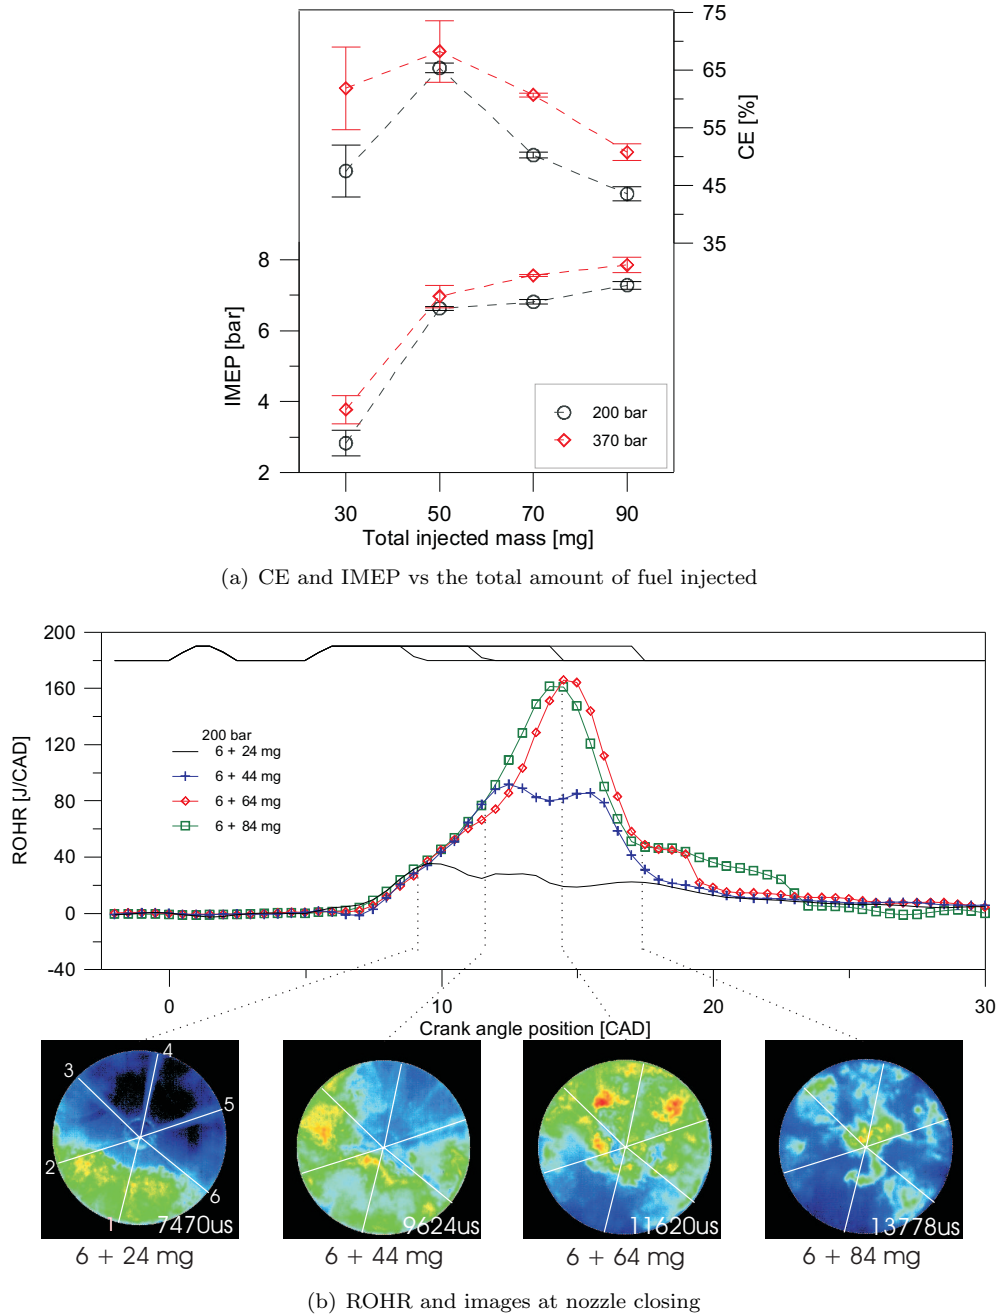 75
65
55
45
35
CE [%]
8
6
4
2
IMEP [bar]
200 bar
370 bar
30 50 70 90
Total injected mass [mg]
(a) CE and IMEP vs the total amount of fuel injected
200
160
120
80
40
0
-40
ROHR [J/CAD]
200 bar
6 + 24 mg
6 + 44 mg
6 + 64 mg
6 + 84 mg
0 10 20 30
Crank angle position [CAD]
1 2 3 4 5 6
7470us 9624us 11620us 13778us
6 + 24 mg 6 + 44 mg 6 + 64 mg 6 + 84 mg
(b) ROHR and images at nozzle closing